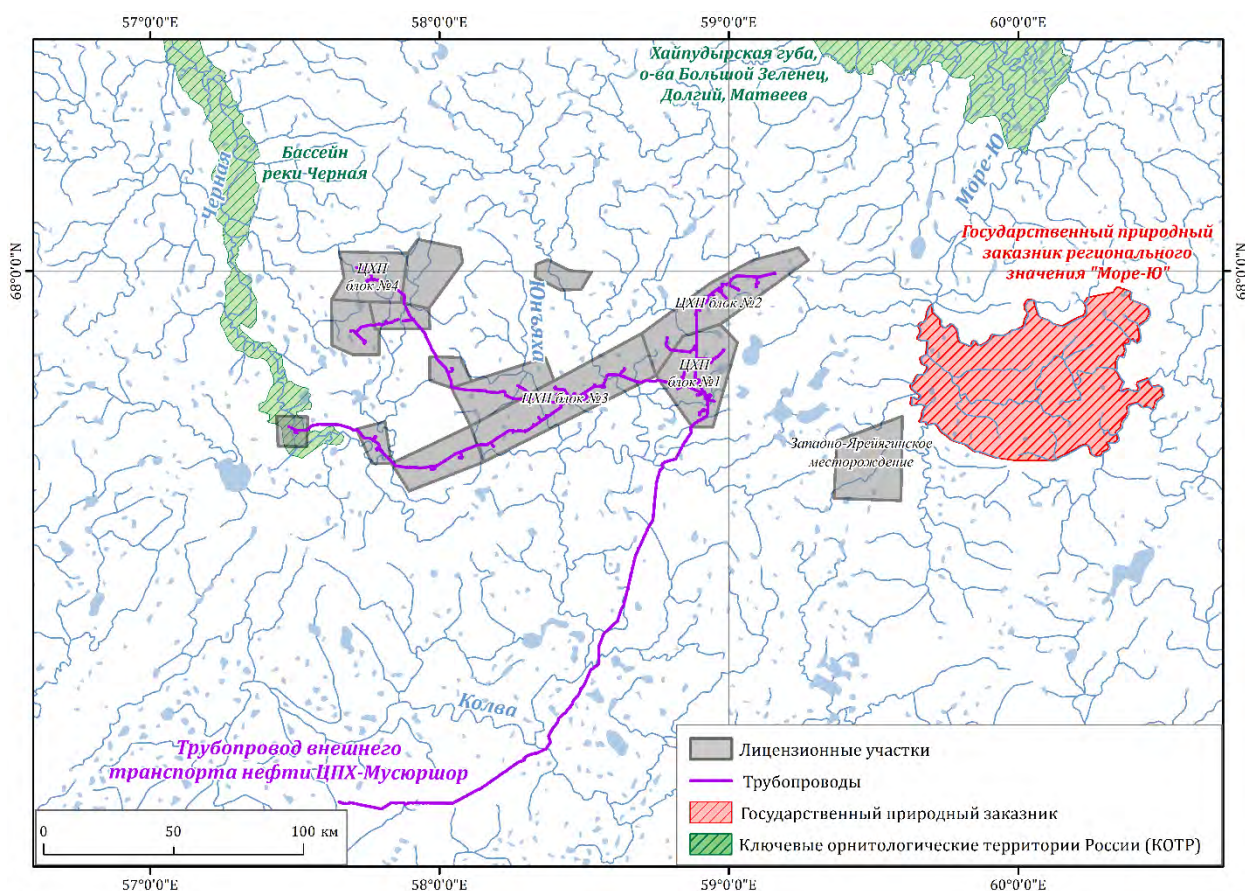 57°0'0"E
58°0'0"E
59°0'0"E
60°0'0"E
Хайпудырская губа,
о-ва Большой Зеленец,
Долгий, Матвеев
Бассейн
реки Черная
Черная
Море-Ю
Государственный природный
заказник регионального
значения "Море-Ю"
68°0'0"N
68°0'0"N
ЦХП
блок №4
Юньяха
ЦХП блок №2
ЦХП
блок №1
ЦХП блок №3
Западно-Ярейягинское
месторождение
Колва
Трубопровод внешнего
транспорта нефти ЦПХ-Мусюршор
Лицензионные участки
Трубопроводы
Государственный природный заказник
Ключевые орнитологические территории России (КОТР)
0
50
100 км
57°0'0"E
58°0'0"E
59°0'0"E
60°0'0"E